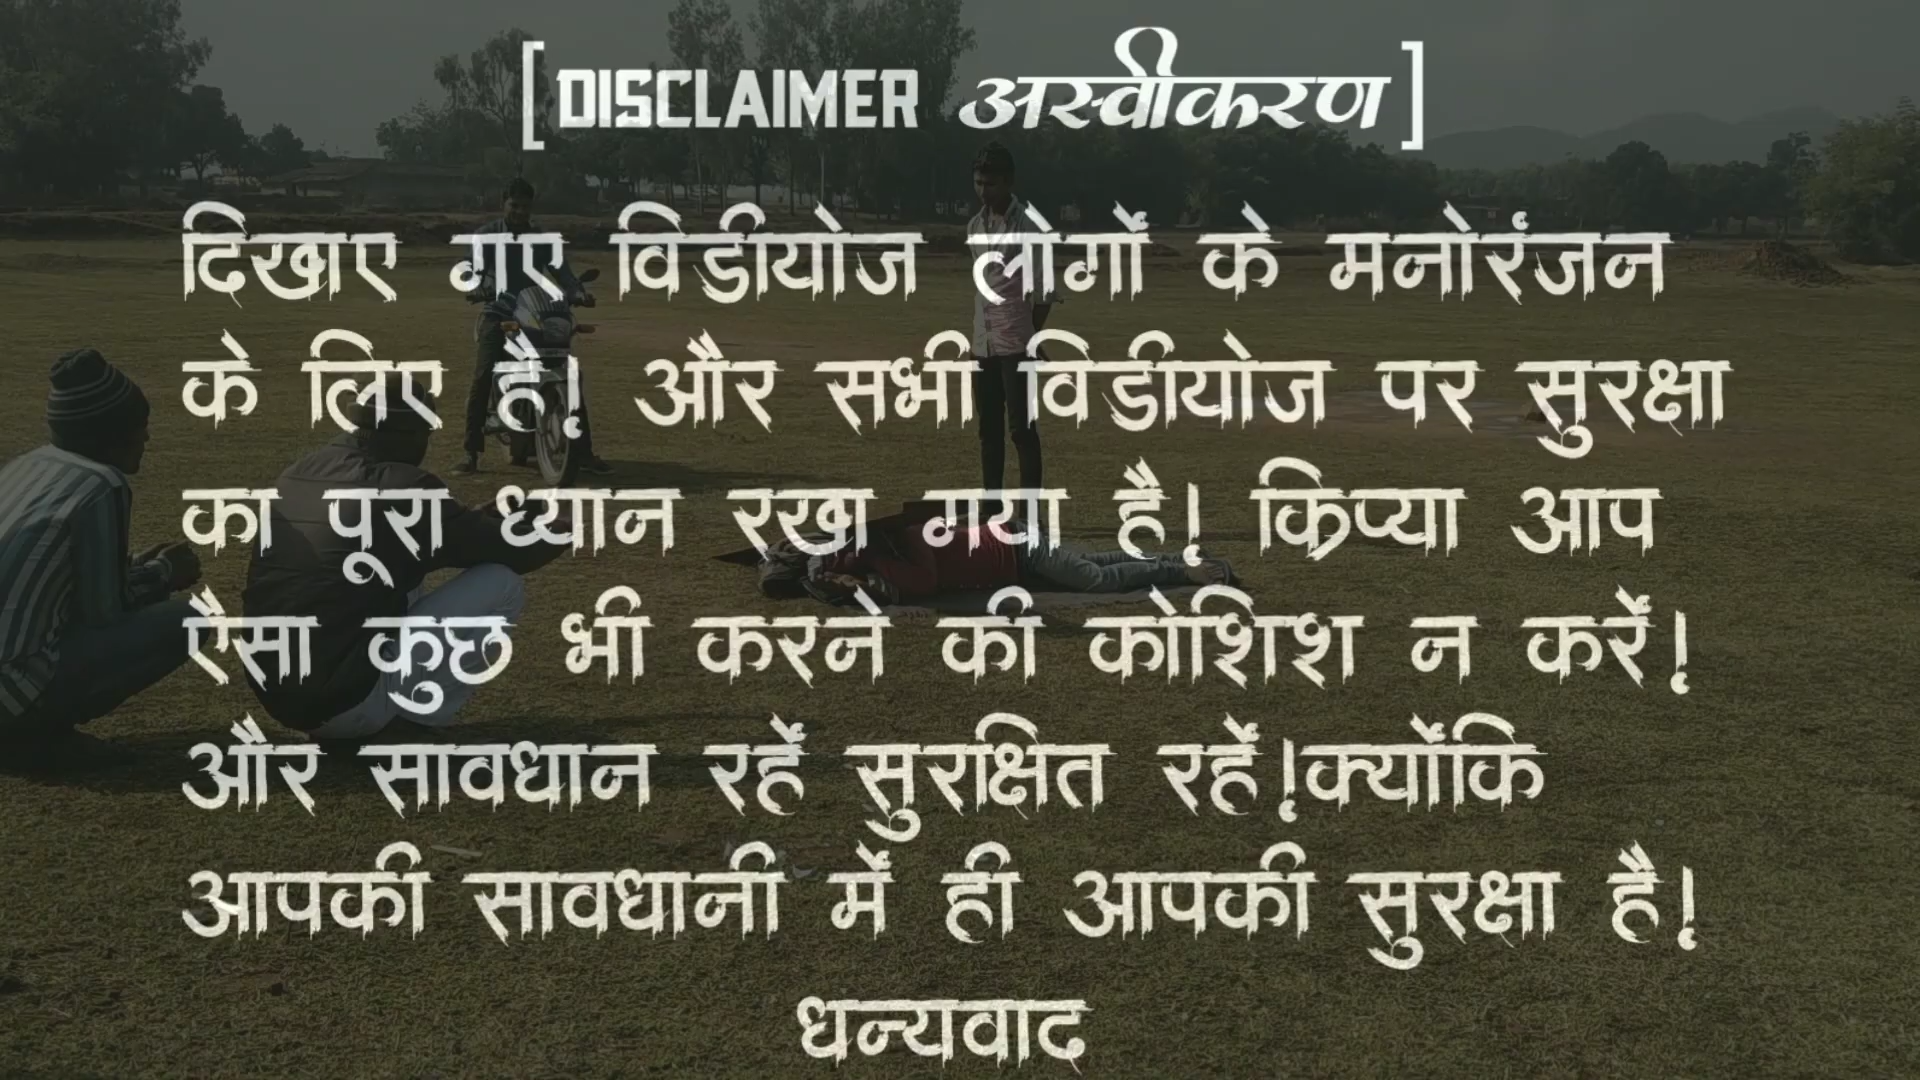 [DISCLAIMER अस्वीकरण]
दिखाए गए विडीयोज लोगों के मनोरंजन
के लिए है! और सभी विडीयोज पर सुरक्षा
का पूरा ध्यान रखा गया है! क्रिप्या आप
ऐसा कुछ भी करने की कोशिश न करें!
और सावधान रहें सुरक्षित रहें!क्योंकि
आपकी सावधानी में ही आपकी सुरक्षा है!
धन्यवाद